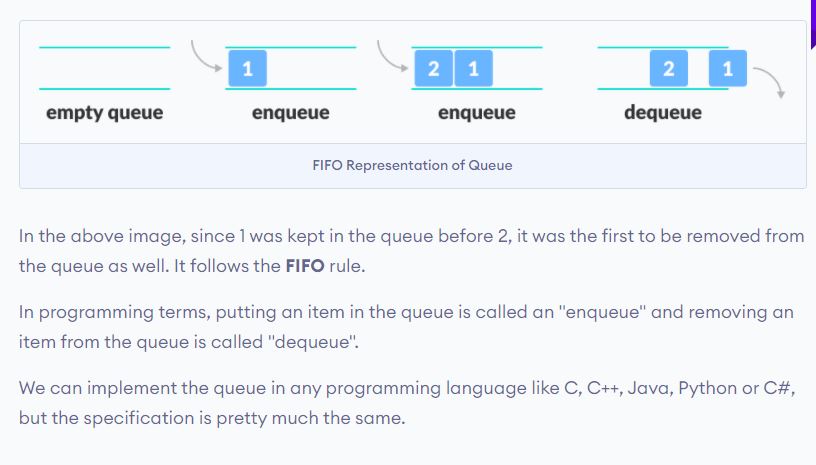 1 2 1 2 1
empty queue enqueue enqueue dequeue
FIFO Representation of Queue
In the above image, since 1 was kept in the queue before 2, it was the first to be removed from
the queue as well. It follows the FIFO rule.
In programming terms, putting an item in the queue is called an "enqueue" and removing an
item from the queue is called "dequeue".
We can implement the queue in any programming language like C, C++, Java, Python or C#,
but the specification is pretty much the same.